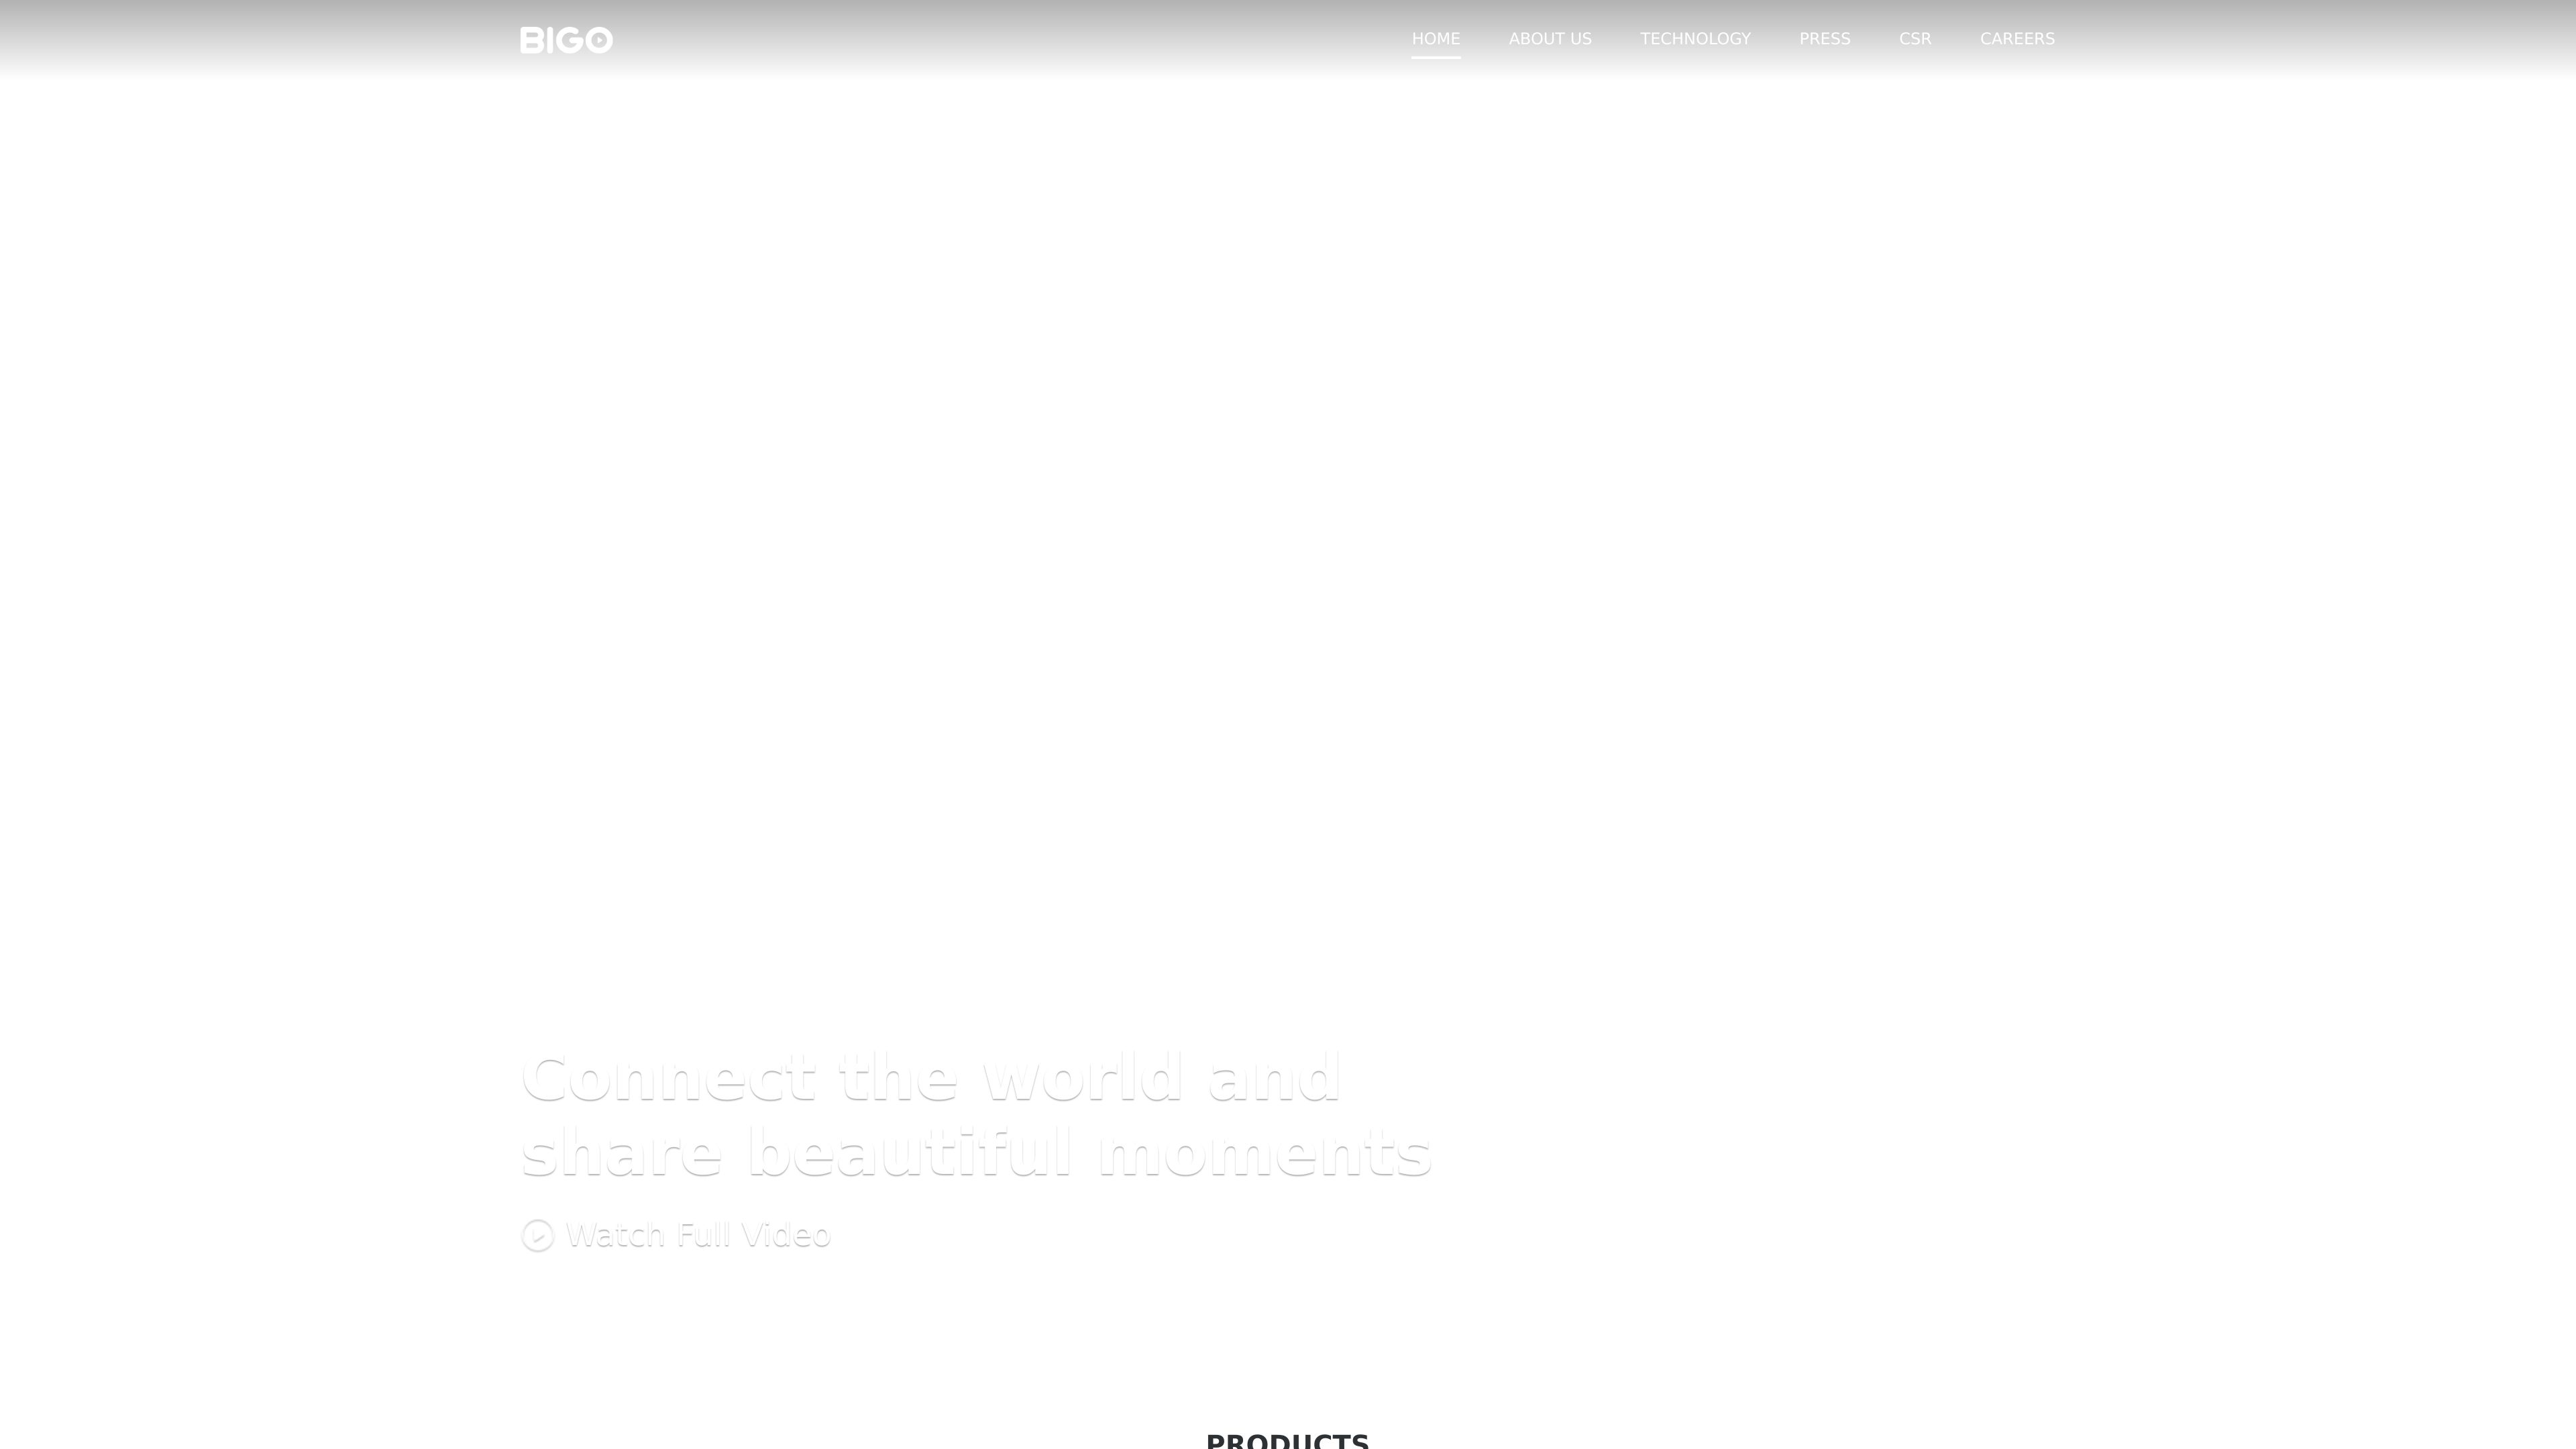 BIGO
HOME ABOUT US TECHNOLOGY PRESS CSR CAREERS
Connect the world and
share beautiful moments
Watch Full Video
PRODUCTS